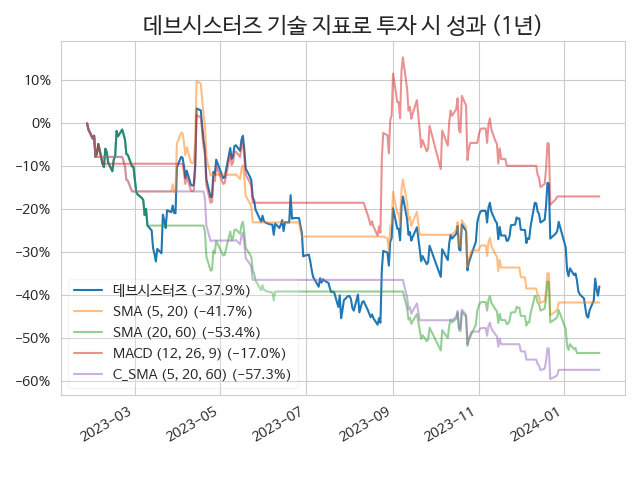 데브시스터즈 기술 지표로 투자 시 성과 (1년)
10%
0%
−10%
−20%
−30%
−40%
−50%
−60%
데브시스터즈 (−37.9%)
SMA (5, 20) (−41.7%)
SMA (20, 60) (−53.4%)
MACD (12, 26, 9) (−17.0%)
C_SMA (5, 20, 60) (−57.3%)
2023−03
2023−05
2023−07
2023−09
2023−11
2024−01